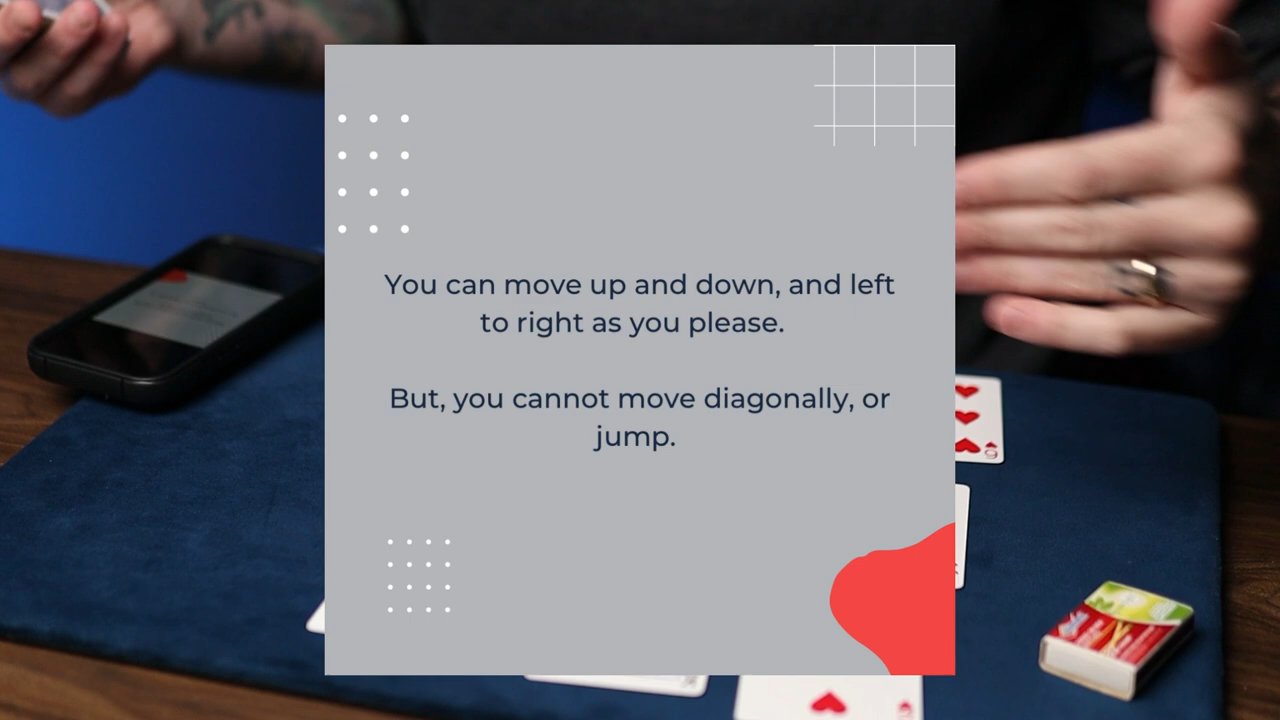 You can move up and down, and left
to right as you please.
But, you cannot move diagonally, or
jump.